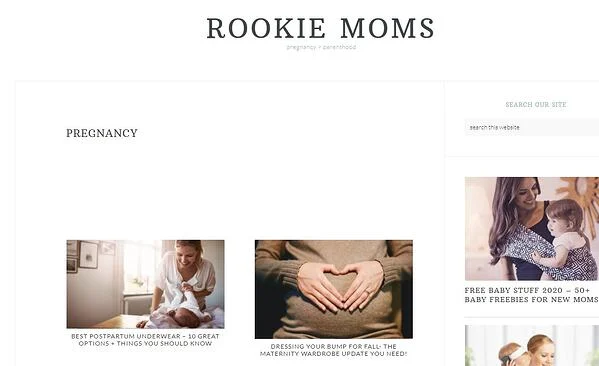 ROOKIE MOMS
pregnancy + parenthood
SEARCH OUR SITE
search this website
PREGNANCY
FREE BABY STUFF 2020 – 50+
BABY FREEBIES FOR NEW MOMS
BEST POSTPARTUM UNDERWEAR – 10 GREAT
OPTIONS + THINGS YOU SHOULD KNOW
DRESSING YOUR BUMP FOR FALL- THE
MATERNITY WARDROBE UPDATE YOU NEED!